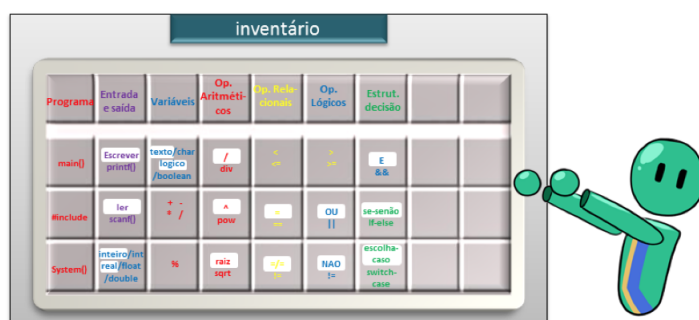 inventário
Programa
Entrada
e saída
Variáveis
Op.
Aritméti-
cos
Op. Rela-
cionais
Op.
Lógicos
Estrut.
decisão
main()
Escrever
printf()
texto/char
logico
/boolean
/
div
<
<=
>
>=
E
&&
#include
ler
scanf()
+ -
* /
^
pow
=
==
OU
||
se-senão
if-else
System()
inteiro/int
real/float
/double
%
raiz
sqrt
</>
!=
NAO
!=
escolha-
caso
switch-
case